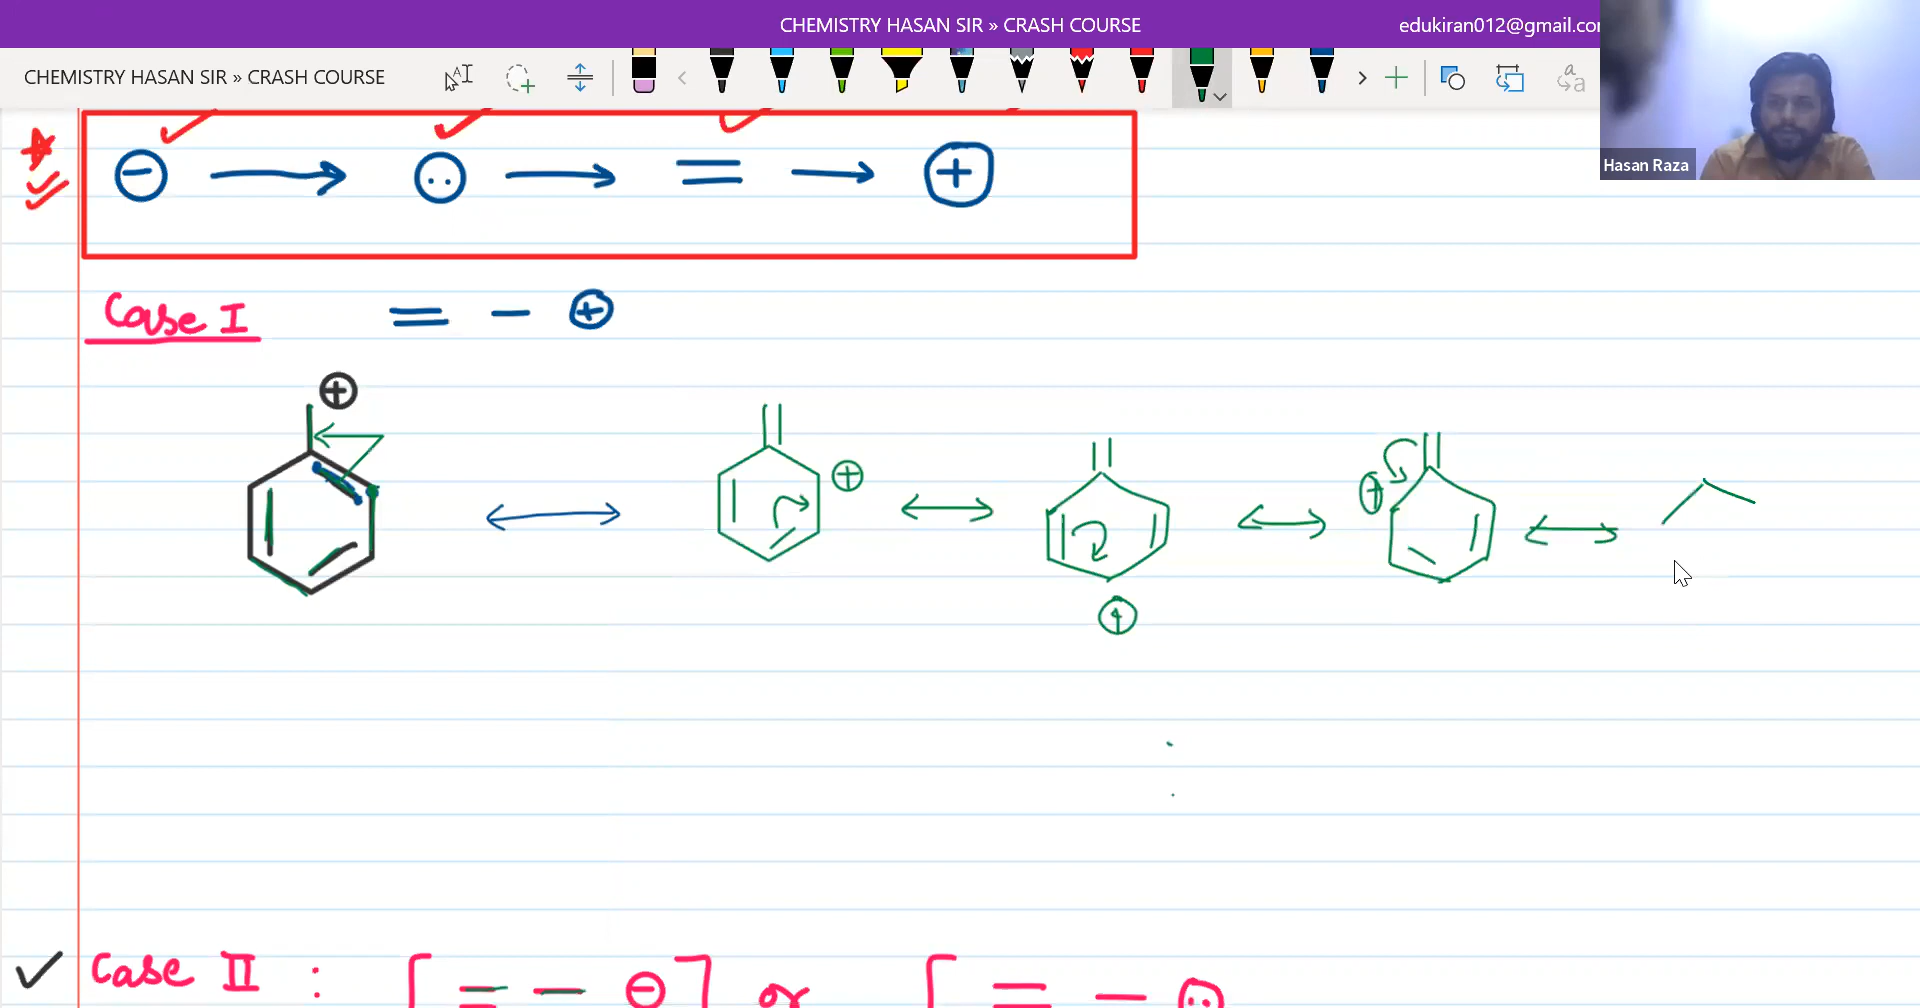 CHEMISTRY HASAN SIR » CRASH COURSE
edukiran012@gmail.co
CHEMISTRY HASAN SIR » CRASH COURSE
Hasan Raza
⊖ → ⊙ → = → ⊕
Case I = - ⊕
⊕
⊕
⊕
⊕
Case II : [ = - ⊖ ] or [ = - ⊙